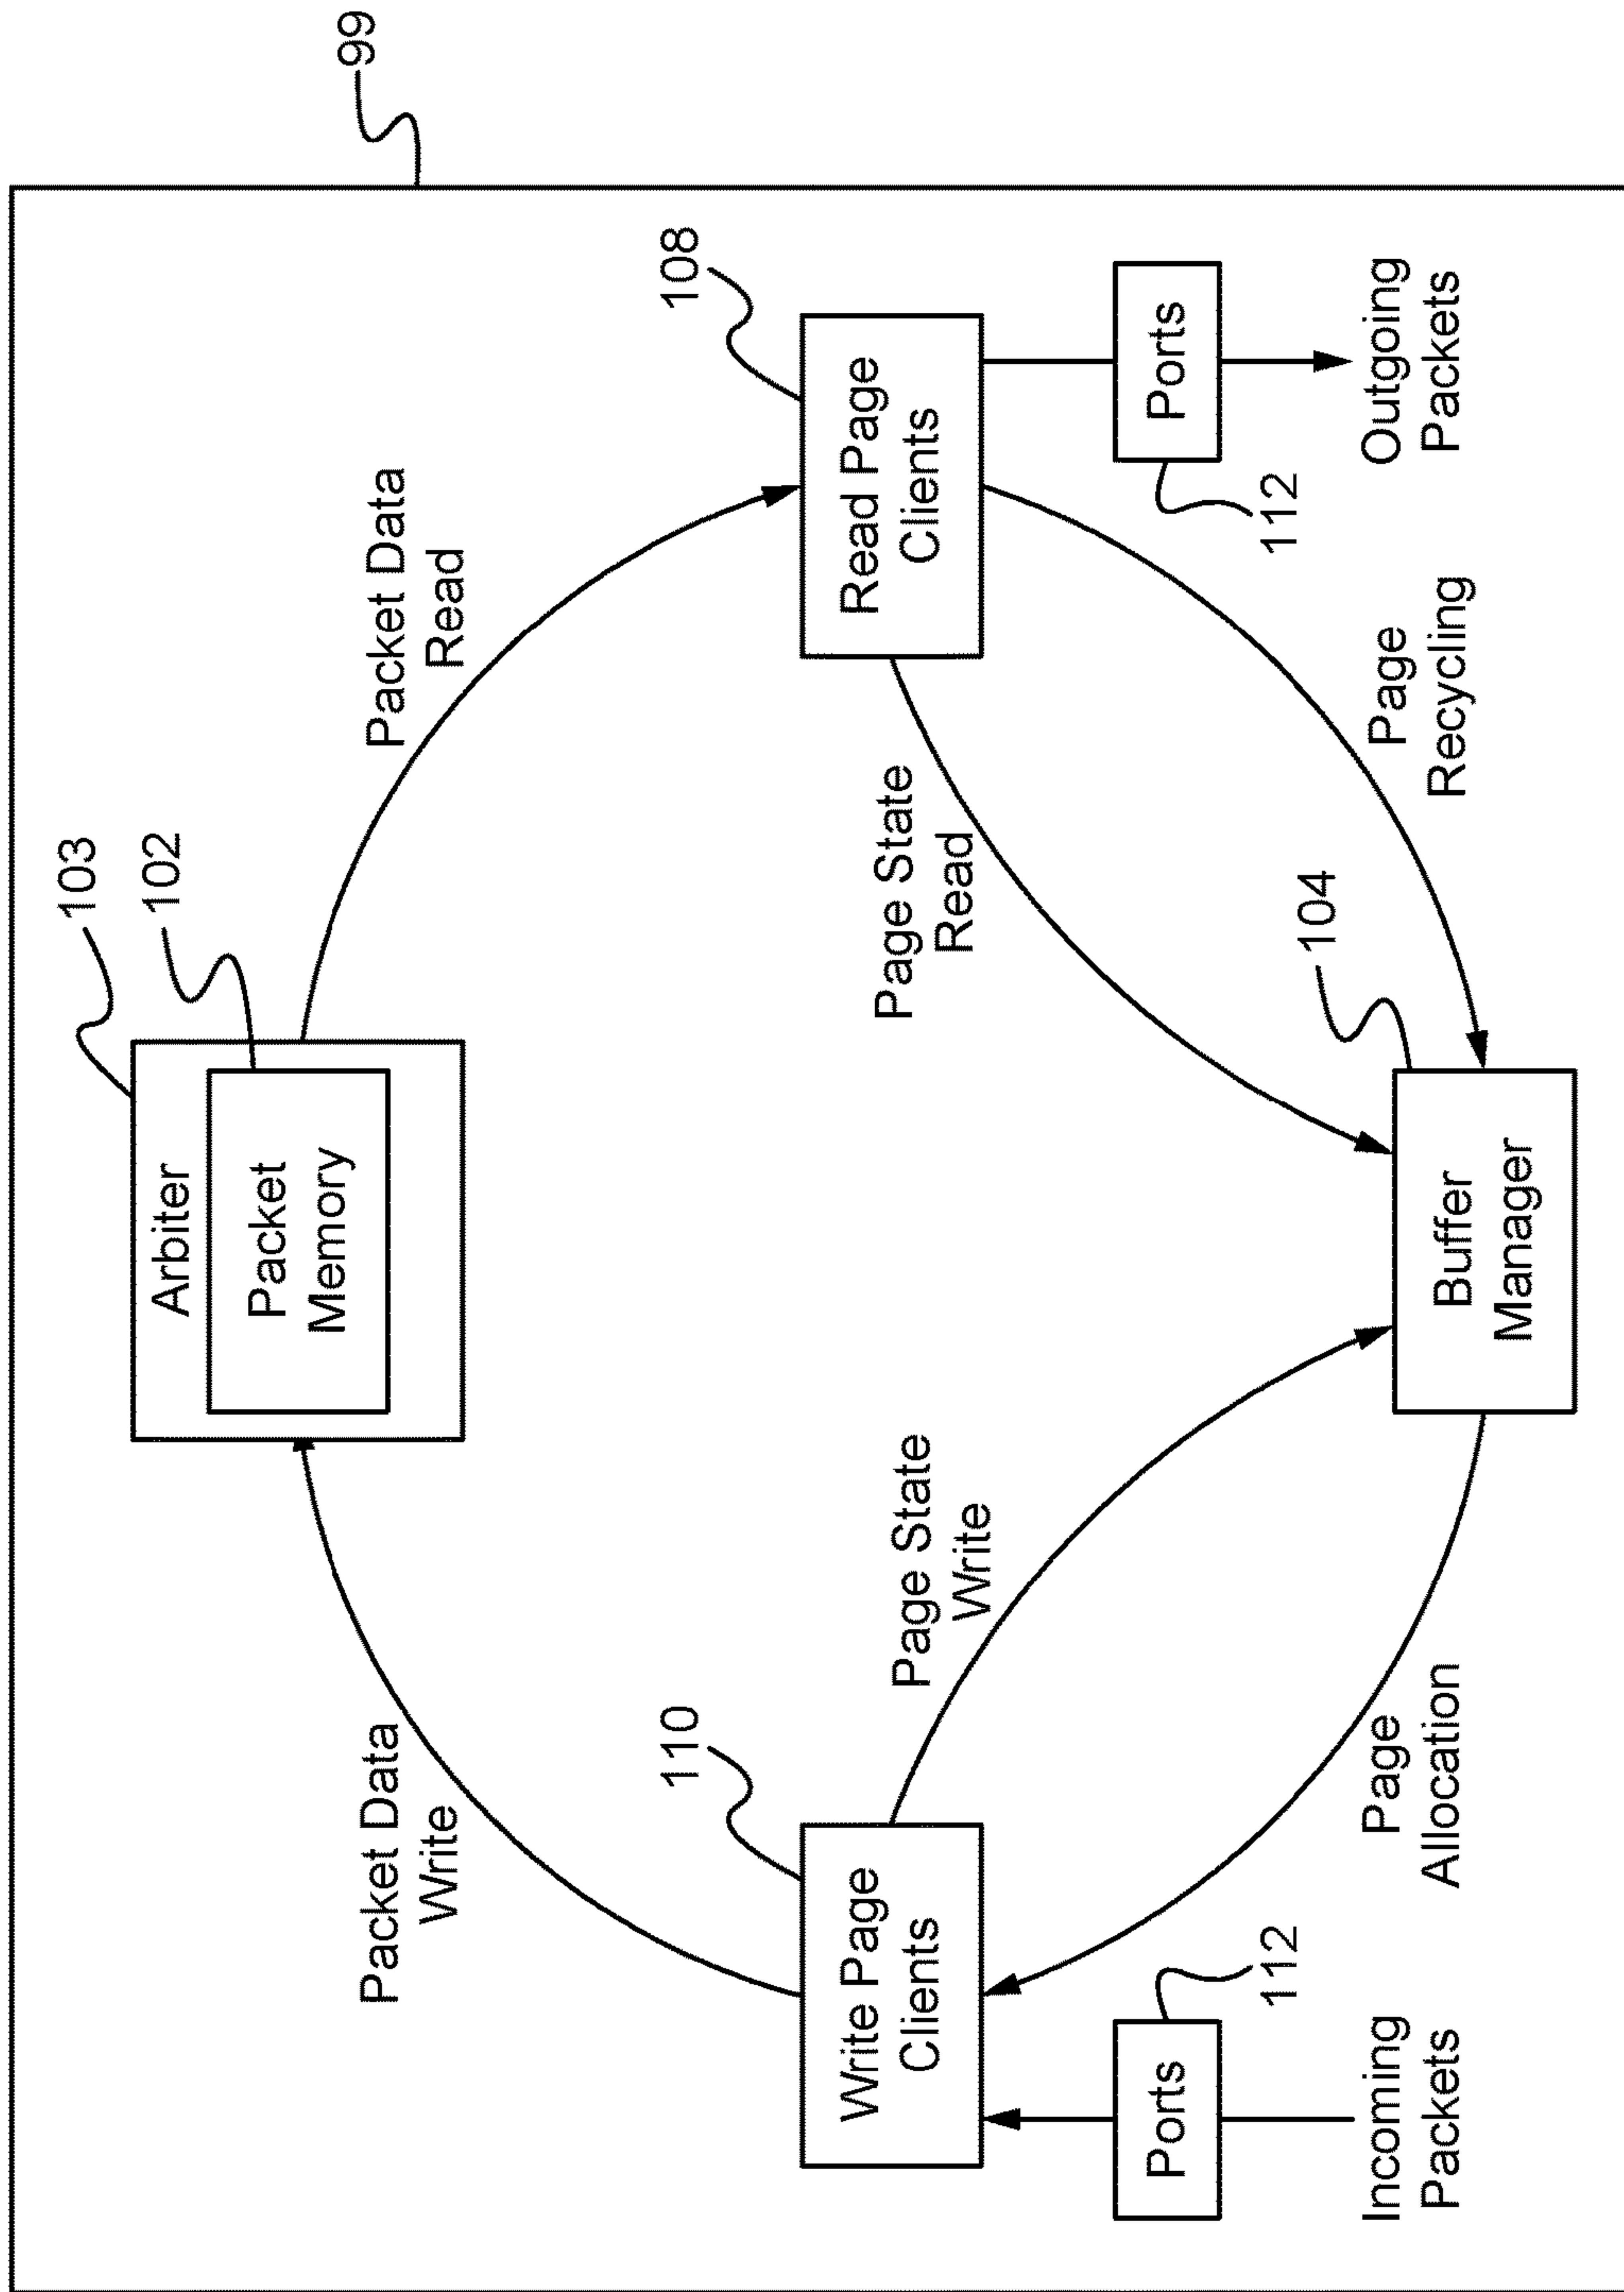 99
103
102
Arbiter
Packet
Memory
Packet Data
Write
Packet Data
Read
110
108
Write Page
Clients
Read Page
Clients
Page State
Write
Page State
Read
112
Ports
Ports
112
Incoming
Packets
Page
Allocation
104
Buffer
Manager
Page
Recycling
Outgoing
Packets